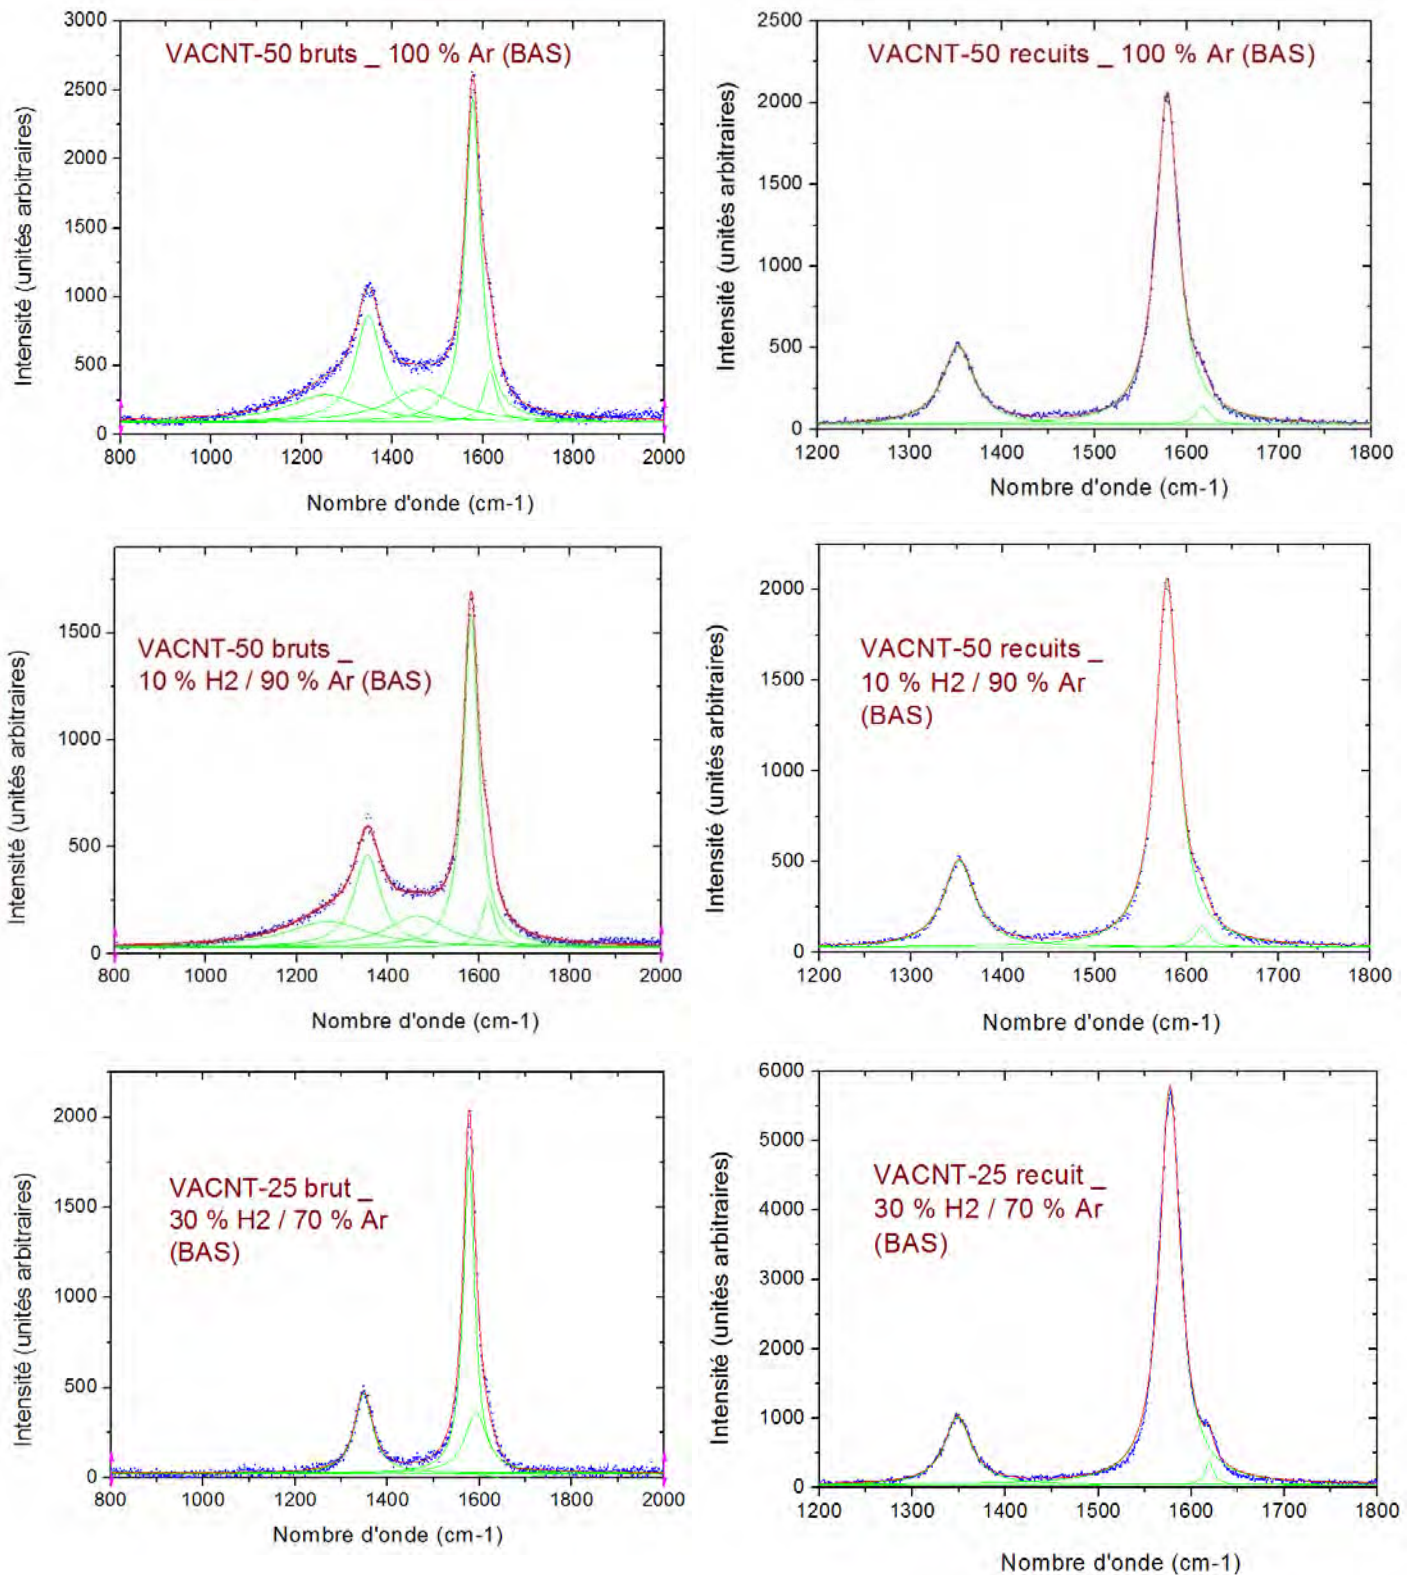 VACNT-50 bruts _ 100 % Ar (BAS)
Intensité (unités arbitraires)
3000
2500
2000
1500
1000
500
0
800 1000 1200 1400 1600 1800 2000
Nombre d'onde (cm-1)
VACNT-50 recuits _ 100 % Ar (BAS)
Intensité (unités arbitraires)
2500
2000
1500
1000
500
0
1200 1300 1400 1500 1600 1700 1800
Nombre d'onde (cm-1)
VACNT-50 bruts _
10 % H2 / 90 % Ar (BAS)
Intensité (unités arbitraires)
1500
1000
500
0
800 1000 1200 1400 1600 1800 2000
Nombre d'onde (cm-1)
VACNT-50 recuits _
10 % H2 / 90 % Ar
(BAS)
Intensité (unités arbitraires)
2000
1500
1000
500
0
1200 1300 1400 1500 1600 1700 1800
Nombre d'onde (cm-1)
VACNT-25 brut _
30 % H2 / 70 % Ar
(BAS)
Intensité (unités arbitraires)
2000
1500
1000
500
0
800 1000 1200 1400 1600 1800 2000
Nombre d'onde (cm-1)
VACNT-25 recuit _
30 % H2 / 70 % Ar
(BAS)
Intensité (unités arbitraires)
6000
5000
4000
3000
2000
1000
0
1200 1300 1400 1500 1600 1700 1800
Nombre d'onde (cm-1)